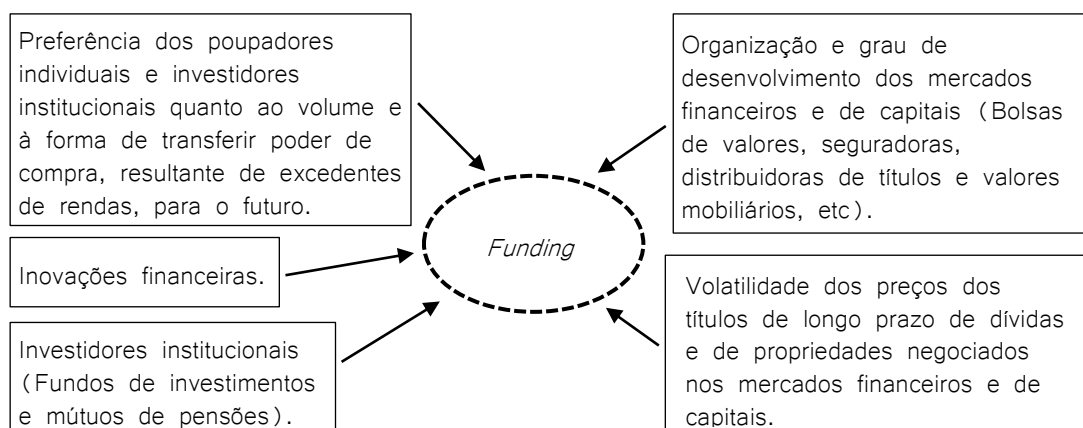 Preferência dos poupadores
individuais e investidores
institucionais quanto ao volume e
à forma de transferir poder de
compra, resultante de excedentes
de rendas, para o futuro.
Inovações financeiras.
Investidores institucionais
(Fundos de investimentos
e mútuos de pensões).
Funding
Organização e grau de
desenvolvimento dos mercados
financeiros e de capitais (Bolsas
de valores, seguradoras,
distribuidoras de títulos e valores
mobiliários, etc).
Volatilidade dos preços dos
títulos de longo prazo de dívidas
e de propriedades negociados
nos mercados financeiros e de
capitais.